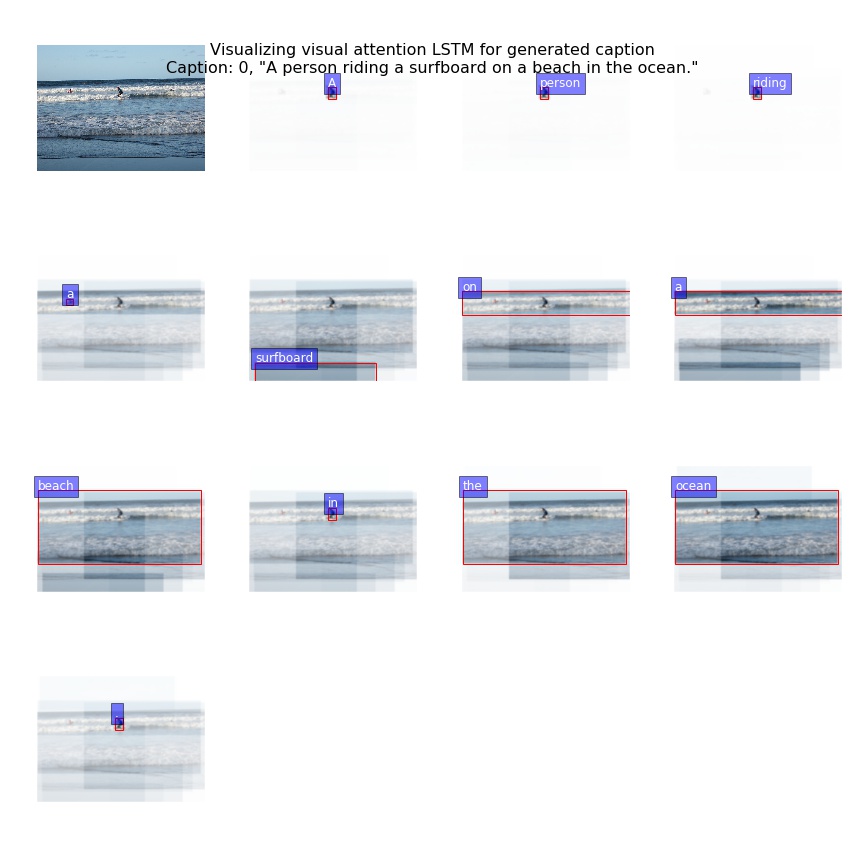 Visualizing visual attention LSTM for generated caption
Caption: 0, "A person riding a surfboard on a beach in the ocean."
A
person
riding
a
surfboard
on
a
beach
in
the
ocean
.